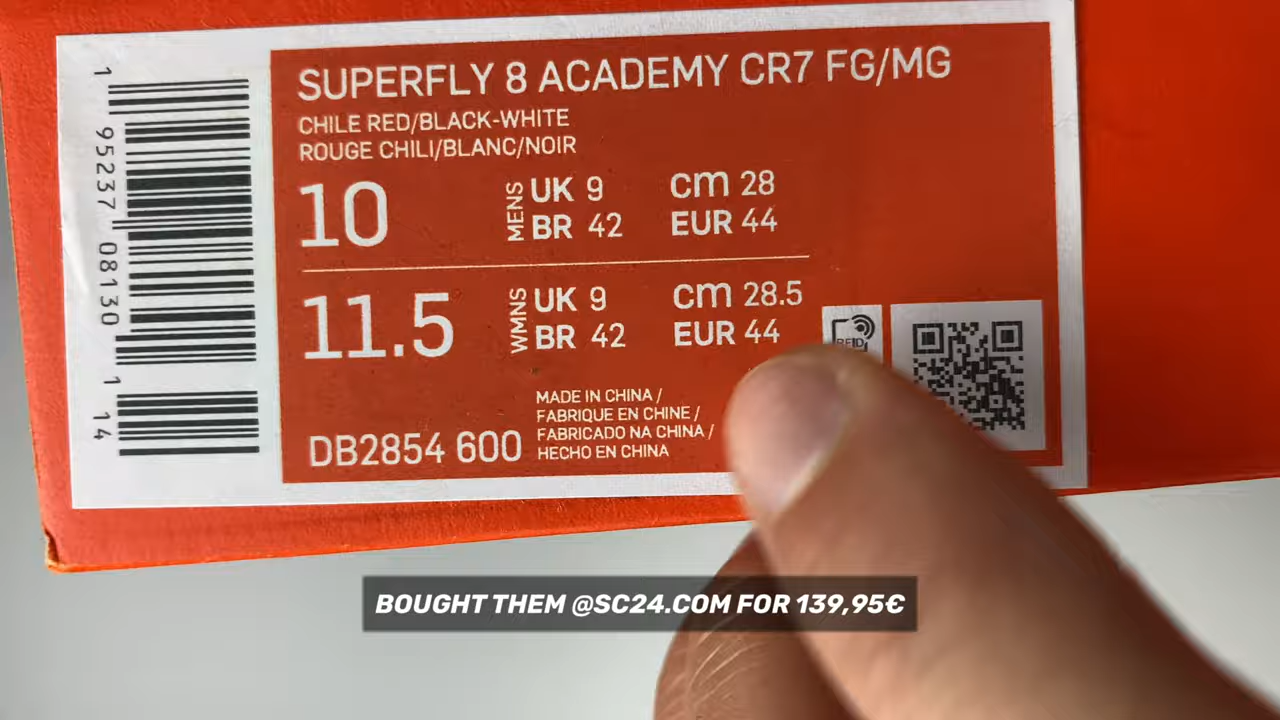 SUPERFLY 8 ACADEMY CR7 FG/MG
CHILE RED/BLACK-WHITE
ROUGE CHILI/BLANC/NOIR
10 MENS UK 9 cm 28
BR 42 EUR 44
11.5 WMNS UK 9 cm 28.5
BR 42 EUR 44
RFID
MADE IN CHINA /
FABRIQUE EN CHINE /
FABRICADO NA CHINA /
HECHO EN CHINA
DB2854 600
1 95237 08130 1 14
BOUGHT THEM @SC24.COM FOR 139,95€